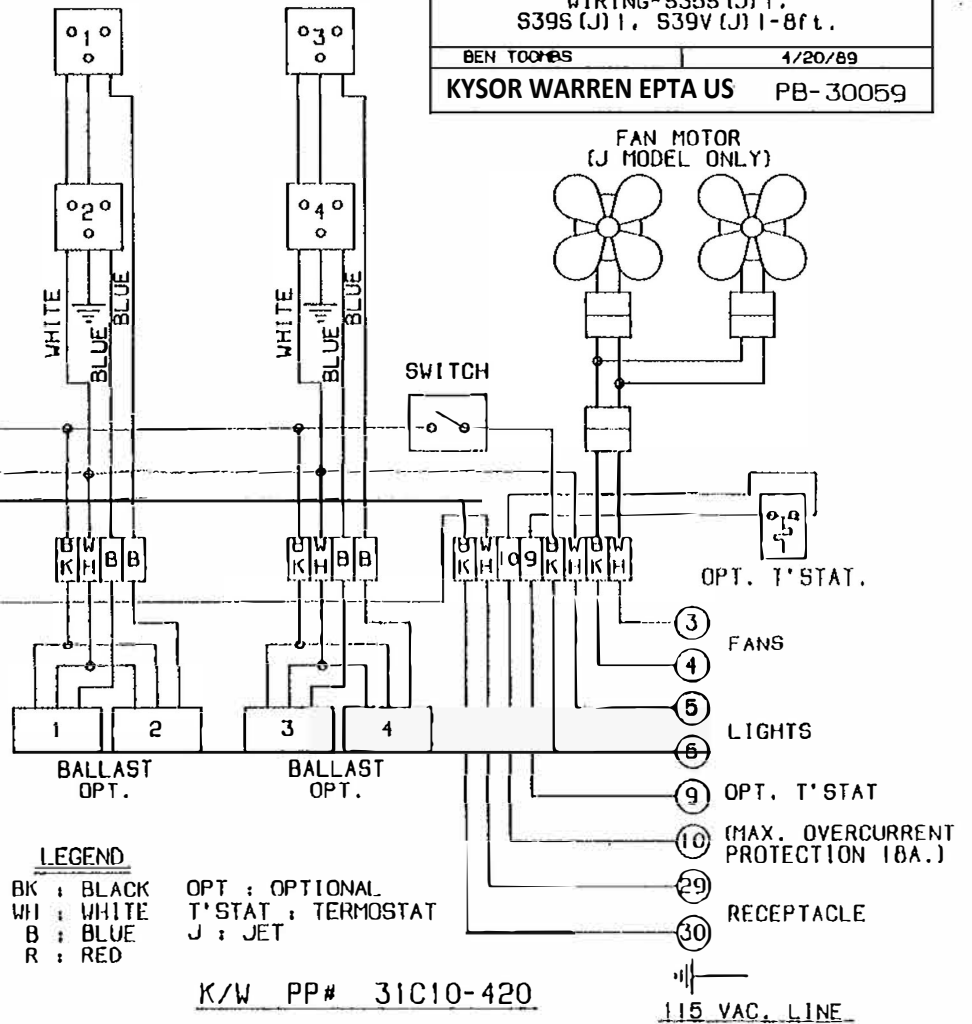 WIRING-S35S(J)1,
S39S(J)1, S39V(J)1-8ft.
BEN TOOMBS 4/20/89
KYSOR WARREN EPTA US PB-30059
FAN MOTOR
(J MODEL ONLY)
1
3
2
4
WHITE
BLUE
BLUE
WHITE
BLUE
BLUE
SWITCH
BK WH B B
BK WH B B
BK WH 10 9 BK WH BK WH
OPT. T'STAT.
3
FANS
4
5
LIGHTS
6
1 2
3 4
BALLAST
OPT.
BALLAST
OPT.
9 OPT. T'STAT
10 (MAX. OVERCURRENT
PROTECTION 18A.)
29
RECEPTACLE
30
LEGEND
BK : BLACK OPT : OPTIONAL
WH : WHITE T'STAT : TERMOSTAT
B : BLUE J : JET
R : RED
K/W PP# 31C10-420
115 VAC. LINE